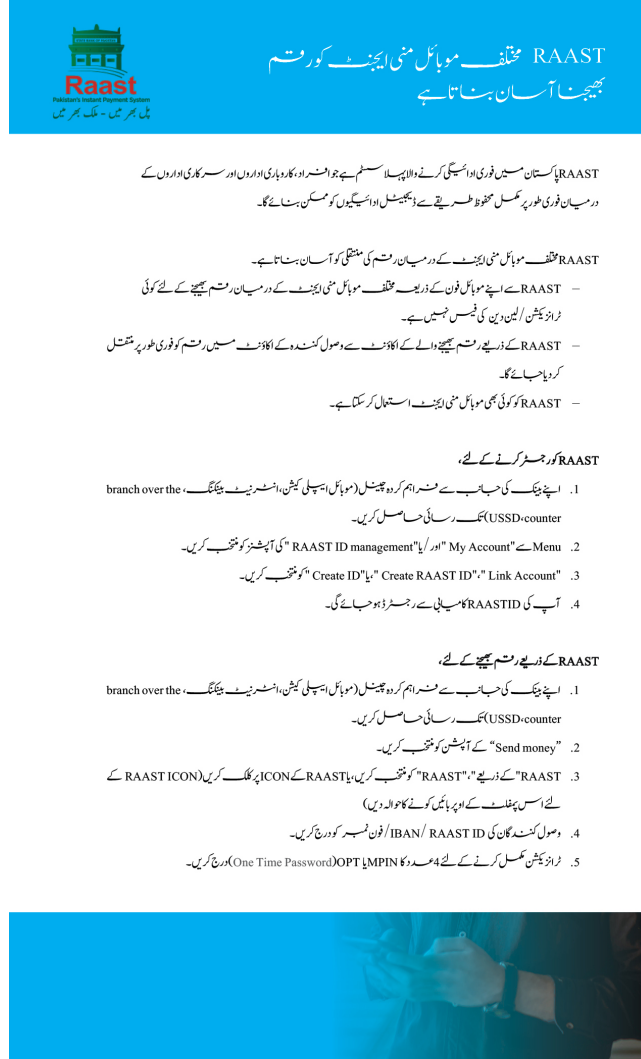 Raast
Pakistan's Instant Payment System
پل بھر میں - ملک بھر میں
RAAST مختلف موبائل منی ایجنٹ کو رقم
بھیجنا آسان بناتا ہے
RAAST پاکستان میں فوری ادائیگی کرنے والا پہلا سسٹم ہے جو افراد، کاروباری اداروں اور سرکاری اداروں کے
درمیان فوری طور پر مکمل محفوظ طریقے سے ڈیجیٹل ادائیگیوں کو ممکن بنائے گا۔
RAAST مختلف موبائل منی ایجنٹ کے درمیان رقم کی منتقلی کو آسان بناتا ہے۔
– RAAST سے اپنے موبائل فون کے ذریعہ مختلف موبائل منی ایجنٹ کے درمیان رقم بھیجنے کے لئے کوئی
ٹرانزیکشن / لین دین کی فیس نہیں ہے۔
– RAAST کے ذریعے رقم بھیجنے والے کے اکاؤنٹ سے وصول کنندہ کے اکاؤنٹ میں رقم کو فوری طور پر منتقل
کر دیا جائے گا۔
– RAAST کو کوئی بھی موبائل منی ایجنٹ استعمال کر سکتا ہے۔
RAAST کو رجسٹر کرنے کے لئے،
1. اپنے بینک کی جانب سے فراہم کردہ چینل (موبائل ایپلی کیشن، انٹرنیٹ بینکنگ، branch over the
counter، USSD) تک رسائی حاصل کریں۔
2. Menu سے "My Account" اور / یا "RAAST ID management" کی آپشنز کو منتخب کریں۔
3. "Link Account"، "Create RAAST ID"، یا "Create ID" کو منتخب کریں۔
4. آپ کی RAASTID کامیابی سے رجسٹرڈ ہو جائے گی۔
RAAST کے ذریعے رقم بھیجنے کے لئے،
1. اپنے بینک کی جانب سے فراہم کردہ چینل (موبائل ایپلی کیشن، انٹرنیٹ بینکنگ، branch over the
counter، USSD) تک رسائی حاصل کریں۔
2. "Send money" کے آپشن کو منتخب کریں۔
3. RAAST" کے ذریعے"، "RAAST" کو منتخب کریں، یا RAAST کے ICON پر کلک کریں (RAAST ICON کے
لئے اس پمفلٹ کے اوپر بائیں کونے کا حوالہ دیں)
4. وصول کنندگان کی IBAN/ RAAST ID/ فون نمبر کو درج کریں۔
5. ٹرانزیکشن مکمل کرنے کے لئے 4 عدد کا MPIN یا OPT (One Time Password) درج کریں۔